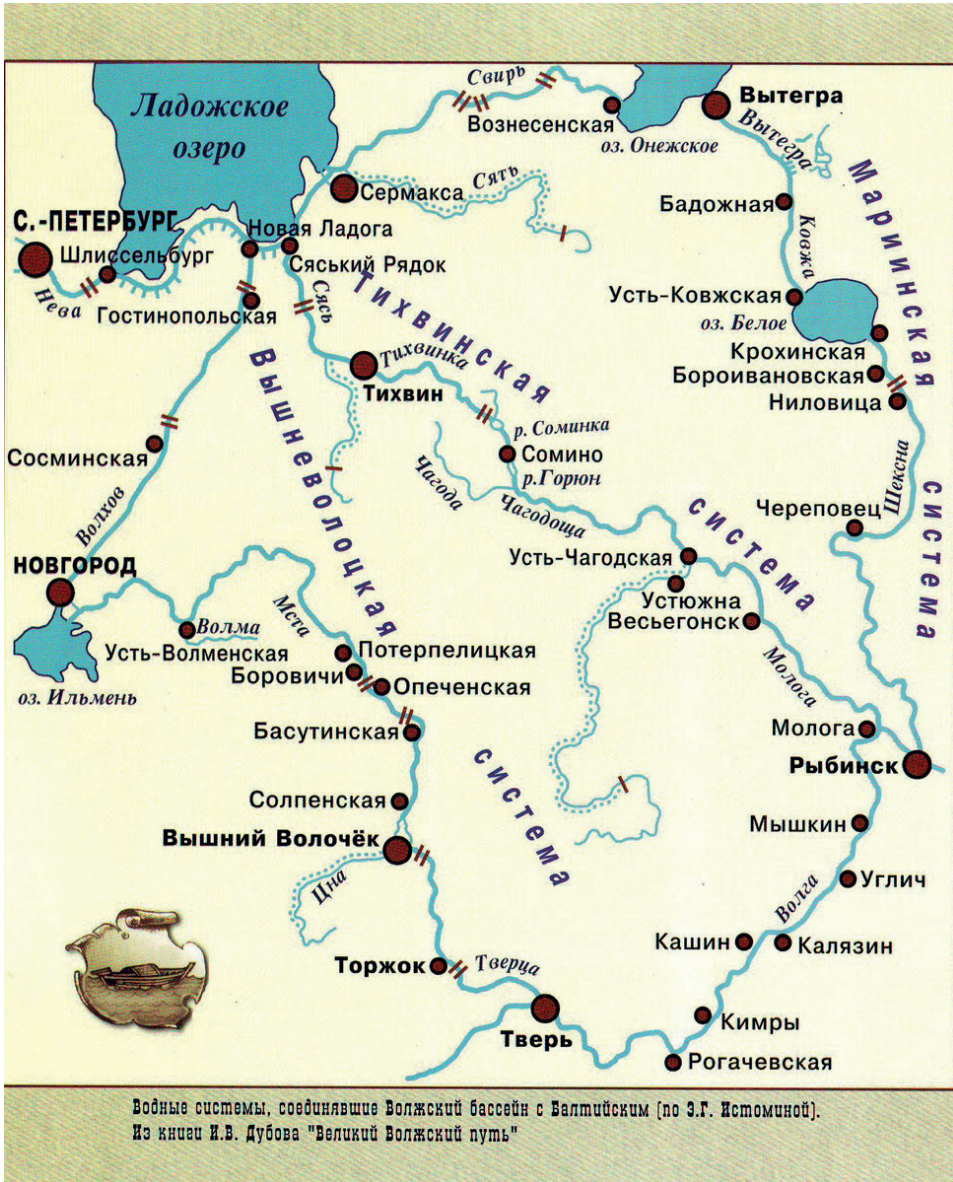 Ладожское
озеро
Свирь
Вознесенская
оз. Онежское
Вытегра
Вытегра
Мариинская
система
Сермакса
Сять
Бадожная
Ковжа
С.-ПЕТЕРБУРГ
Шлиссельбург
Нева
Новая Ладога
Сяський Рядок
Гостинопольская
Сясь
Тихвинская
система
Усть-Ковжская
оз. Белое
Крохинская
Бороивановская
Ниловица
Вышневолоцкая
система
Тихвинка
Тихвин
р. Соминка
Сомино
р.Горюн
Чагода
Чагодоща
Сосминская
Волхов
Шексна
Череповец
Усть-Чагодская
Устюжна
Весьегонск
НОВГОРОД
Мста
Волма
Усть-Волменская
оз. Ильмень
Потерпелицкая
Боровичи
Опеченская
Басутинская
Молога
Молога
Рыбинск
Солпенская
Вышний Волочёк
Цна
Мышкин
Углич
Волга
Кашин
Калязин
Торжок
Тверца
Тверь
Кимры
Рогачевская
Водные системы, соединявшие Волжский бассейн с Балтийским (по Э.Г. Истоминой).
Из книги И.В. Дубова "Великий Волжский путь"